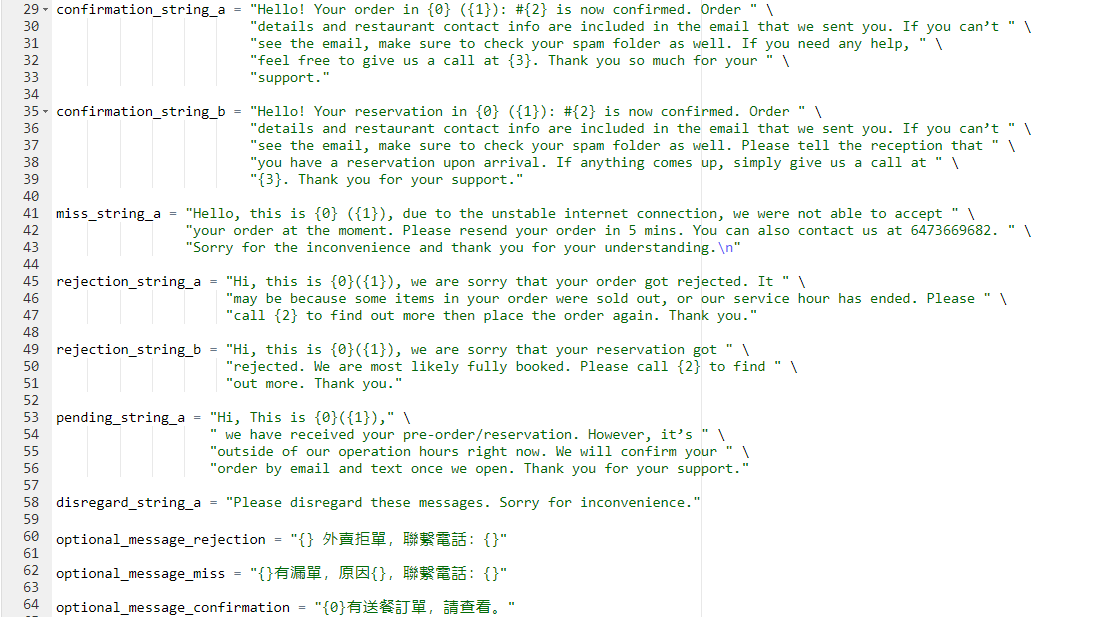 29 confirmation_string_a = "Hello! Your order in {0} ({1}): #{2} is now confirmed. Order " \
30 "details and restaurant contact info are included in the email that we sent you. If you can’t " \
31 "see the email, make sure to check your spam folder as well. If you need any help, " \
32 "feel free to give us a call at {3}. Thank you so much for your " \
33 "support."
34
35 confirmation_string_b = "Hello! Your reservation in {0} ({1}): #{2} is now confirmed. Order " \
36 "details and restaurant contact info are included in the email that we sent you. If you can’t " \
37 "see the email, make sure to check your spam folder as well. Please tell the reception that " \
38 "you have a reservation upon arrival. If anything comes up, simply give us a call at " \
39 "{3}. Thank you for your support."
40
41 miss_string_a = "Hello, this is {0} ({1}), due to the unstable internet connection, we were not able to accept " \
42 "your order at the moment. Please resend your order in 5 mins. You can also contact us at 6473669682. " \
43 "Sorry for the inconvenience and thank you for your understanding.\n"
44
45 rejection_string_a = "Hi, this is {0}({1}), we are sorry that your order got rejected. It " \
46 "may be because some items in your order were sold out, or our service hour has ended. Please " \
47 "call {2} to find out more then place the order again. Thank you."
48
49 rejection_string_b = "Hi, this is {0}({1}), we are sorry that your reservation got " \
50 "rejected. We are most likely fully booked. Please call {2} to find " \
51 "out more. Thank you."
52
53 pending_string_a = "Hi, This is {0}({1})," \
54 " we have received your pre-order/reservation. However, it’s " \
55 "outside of our operation hours right now. We will confirm your " \
56 "order by email and text once we open. Thank you for your support."
57
58 disregard_string_a = "Please disregard these messages. Sorry for inconvenience."
59
60 optional_message_rejection = "{} 外賣拒單，聯繫電話：{}"
61
62 optional_message_miss = "{}有漏單，原因{}，聯繫電話：{}"
63
64 optional_message_confirmation = "{0}有送餐訂單，請查看。"